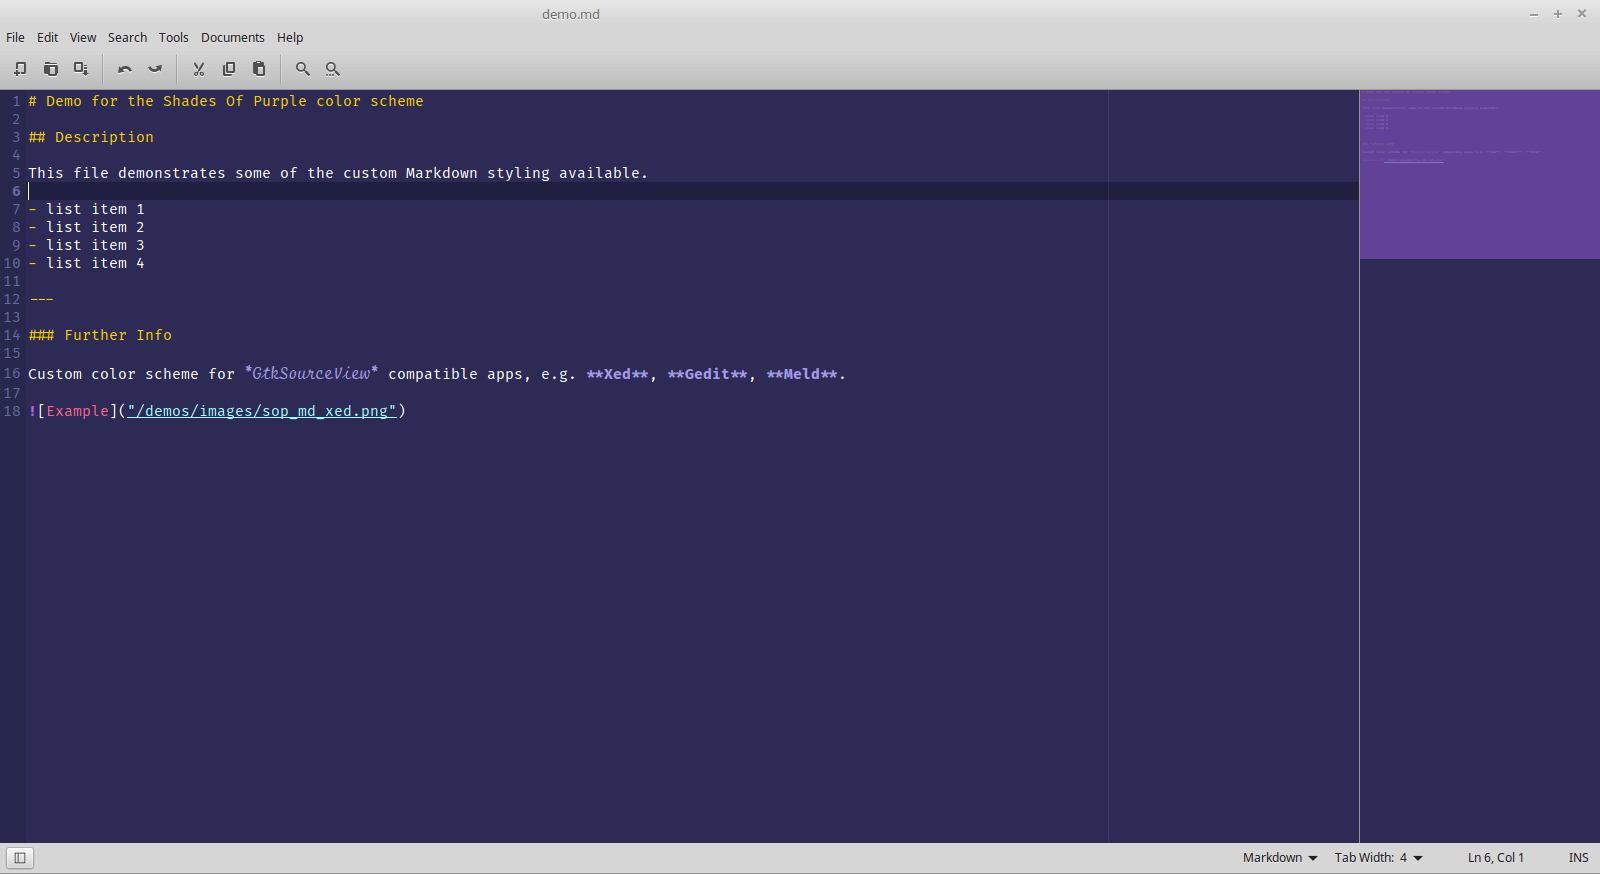 demo.md
File Edit View Search Tools Documents Help
1 # Demo for the Shades Of Purple color scheme
2
3 ## Description
4
5 This file demonstrates some of the custom Markdown styling available.
6
7 - list item 1
8 - list item 2
9 - list item 3
10 - list item 4
11
12 ---
13
14 ### Further Info
15
16 Custom color scheme for *GtkSourceView* compatible apps, e.g. **Xed**, **Gedit**, **Meld**.
17
18 ![Example]("/demos/images/sop_md_xed.png")
Markdown Tab Width: 4 Ln 6, Col 1 INS